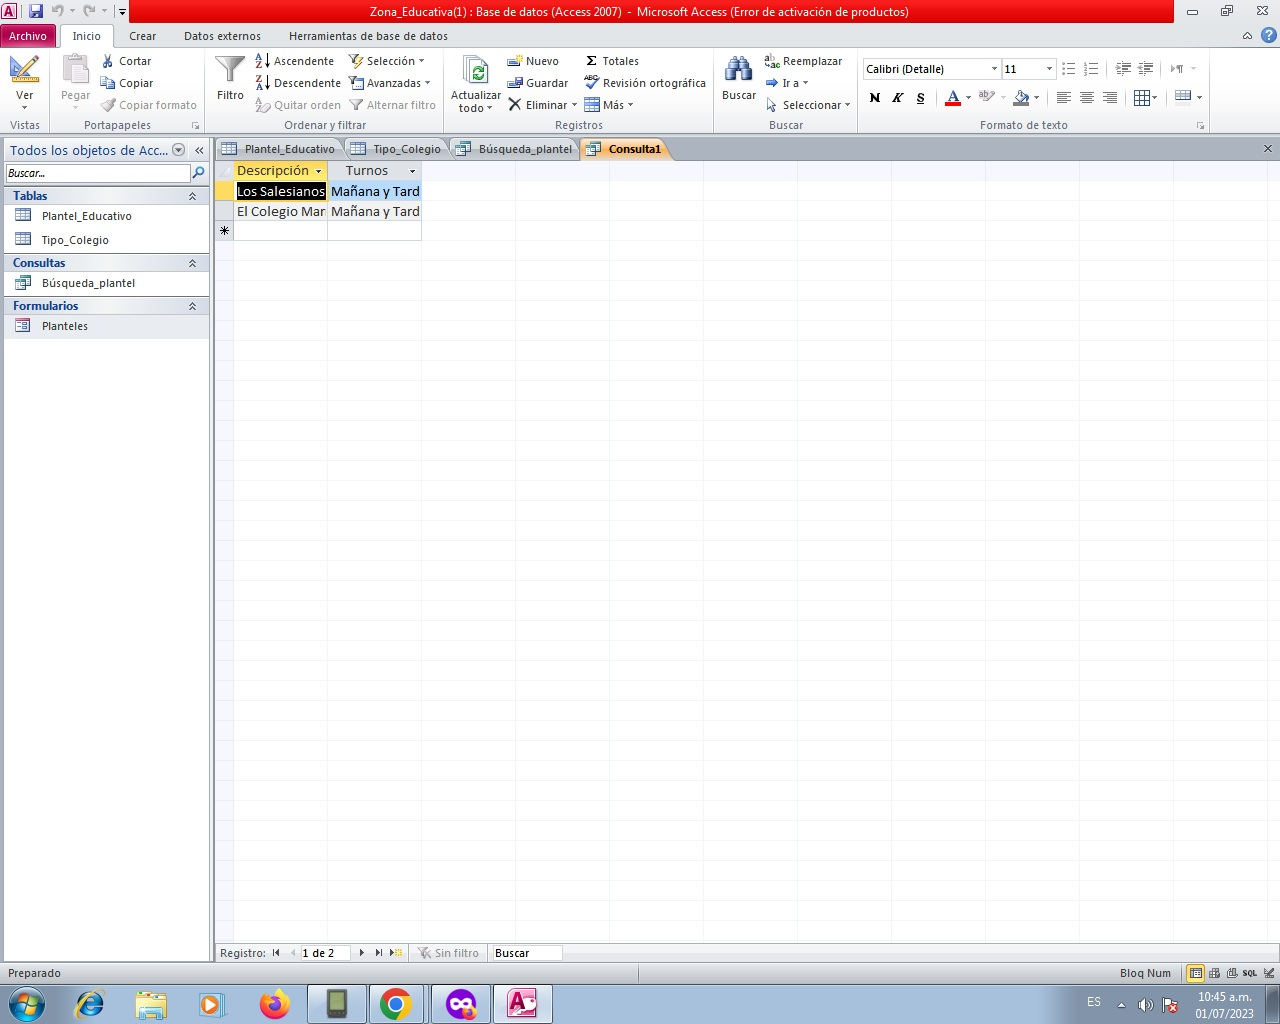 Zona_Educativa(1) : Base de datos (Access 2007) - Microsoft Access (Error de activación de productos)
Archivo Inicio Crear Datos externos Herramientas de base de datos
Ver
Vistas
Pegar
Cortar
Copiar
Copiar formato
Portapapeles
Filtro
Ascendente
Descendente
Quitar orden
Selección
Avanzadas
Alternar filtro
Ordenar y filtrar
Actualizar todo
Nuevo
Guardar
Eliminar
Totales
Revisión ortográfica
Más
Registros
Buscar
Reemplazar
Ir a
Seleccionar
Buscar
Calibri (Detalle) 11
N K S A
Formato de texto
Todos los objetos de Acc...
Buscar...
Tablas
Plantel_Educativo
Tipo_Colegio
Consultas
Búsqueda_plantel
Formularios
Planteles
Plantel_Educativo Tipo_Colegio Búsqueda_plantel Consulta1
Descripción Turnos
Los Salesianos Mañana y Tard
El Colegio Mar Mañana y Tard
Registro: 1 de 2 Sin filtro Buscar
Preparado
Bloq Num
SQL
ES
10:45 a.m.
01/07/2023